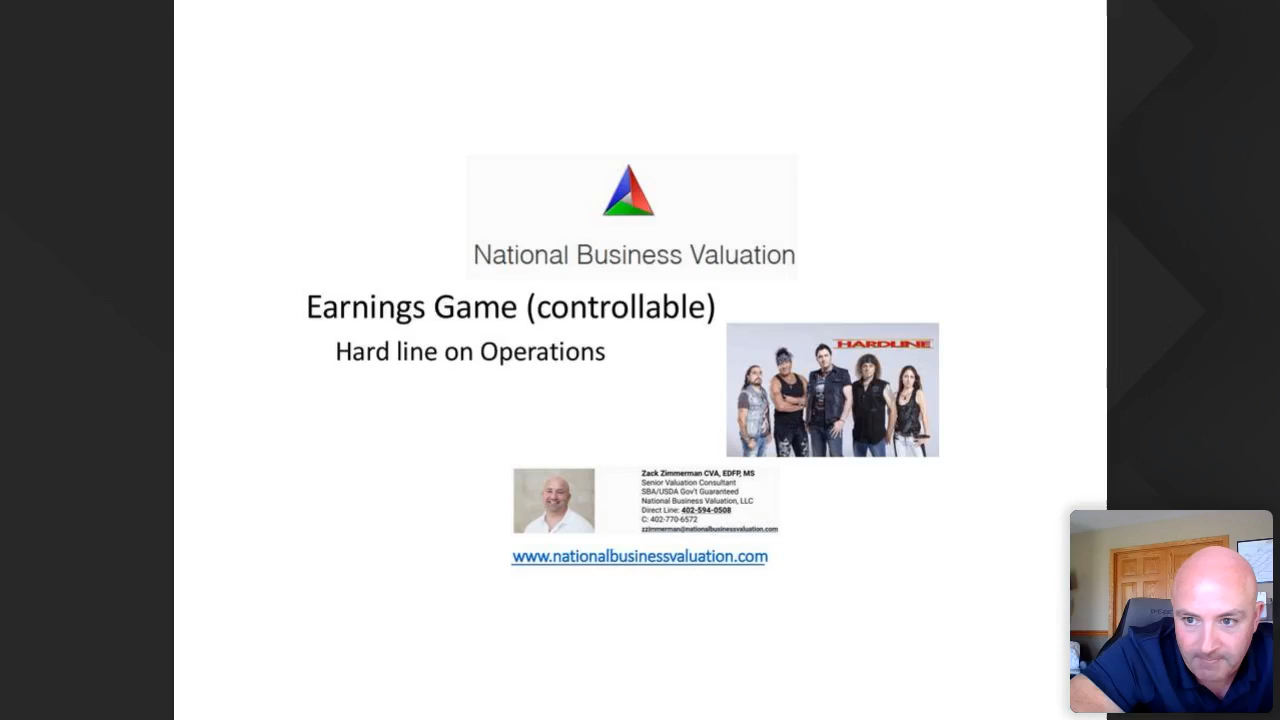 National Business Valuation
Earnings Game (controllable)
Hard line on Operations
HARDLINE
Zack Zimmerman CVA, EDFP, MS
Senior Valuation Consultant
SBA/USDA Gov't Guaranteed
National Business Valuation, LLC
Direct Line: 402-594-0508
C: 402-770-6572
zzimmerman@nationalbusinessvaluation.com
www.nationalbusinessvaluation.com